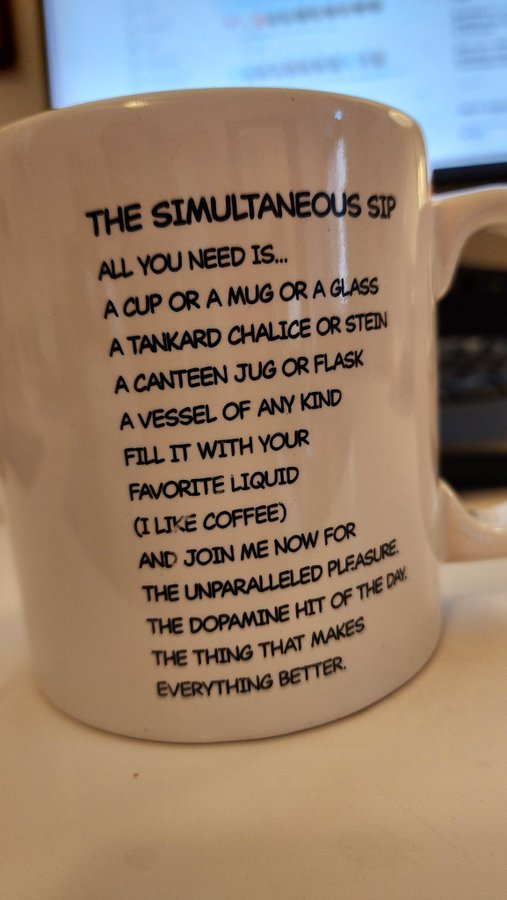 THE SIMULTANEOUS SIP
ALL YOU NEED IS...
A CUP OR A MUG OR A GLASS
A TANKARD CHALICE OR STEIN
A CANTEEN JUG OR FLASK
A VESSEL OF ANY KIND
FILL IT WITH YOUR
FAVORITE LIQUID
(I LIKE COFFEE)
AND JOIN ME NOW FOR
THE UNPARALLELED PLEASURE.
THE DOPAMINE HIT OF THE DAY.
THE THING THAT MAKES
EVERYTHING BETTER.